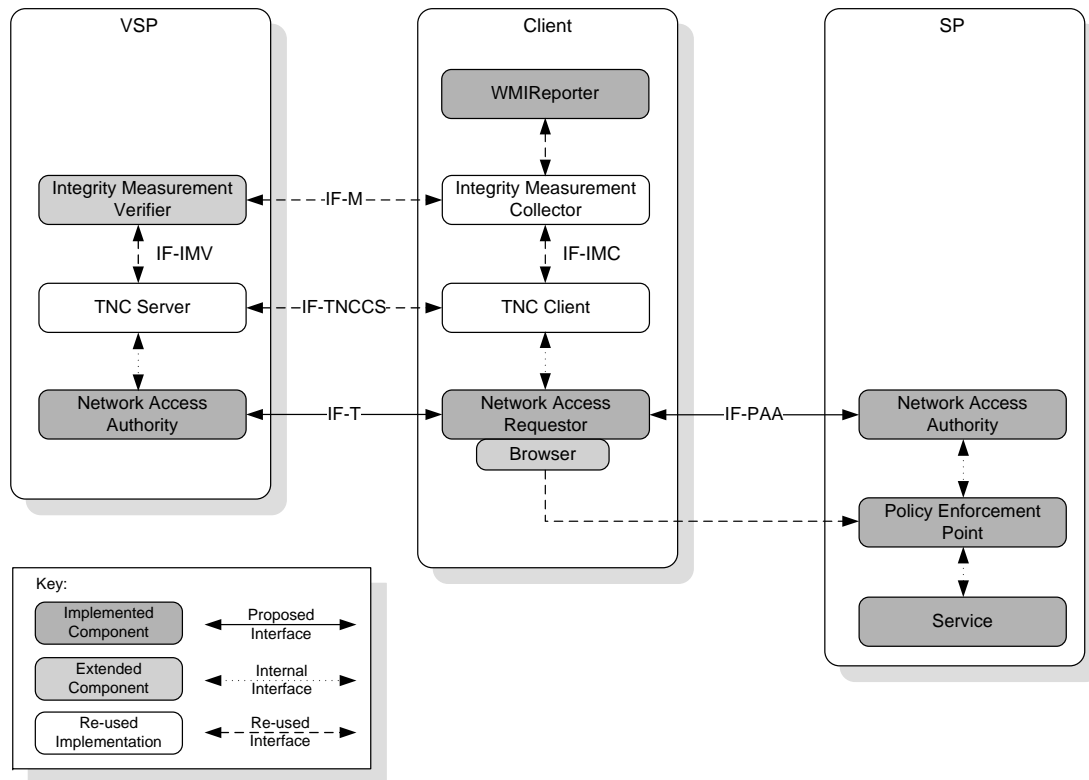 VSP
Client
SP
WMIReporter
Integrity Measurement
Verifier
IF-M
Integrity Measurement
Collector
IF-IMV
IF-IMC
TNC Server
IF-TNCCS
TNC Client
Network Access
Authority
IF-T
Network Access
Requestor
IF-PAA
Network Access
Authority
Browser
Policy Enforcement
Point
Service
Key:
Implemented
Component
Proposed
Interface
Extended
Component
Internal
Interface
Re-used
Implementation
Re-used
Interface